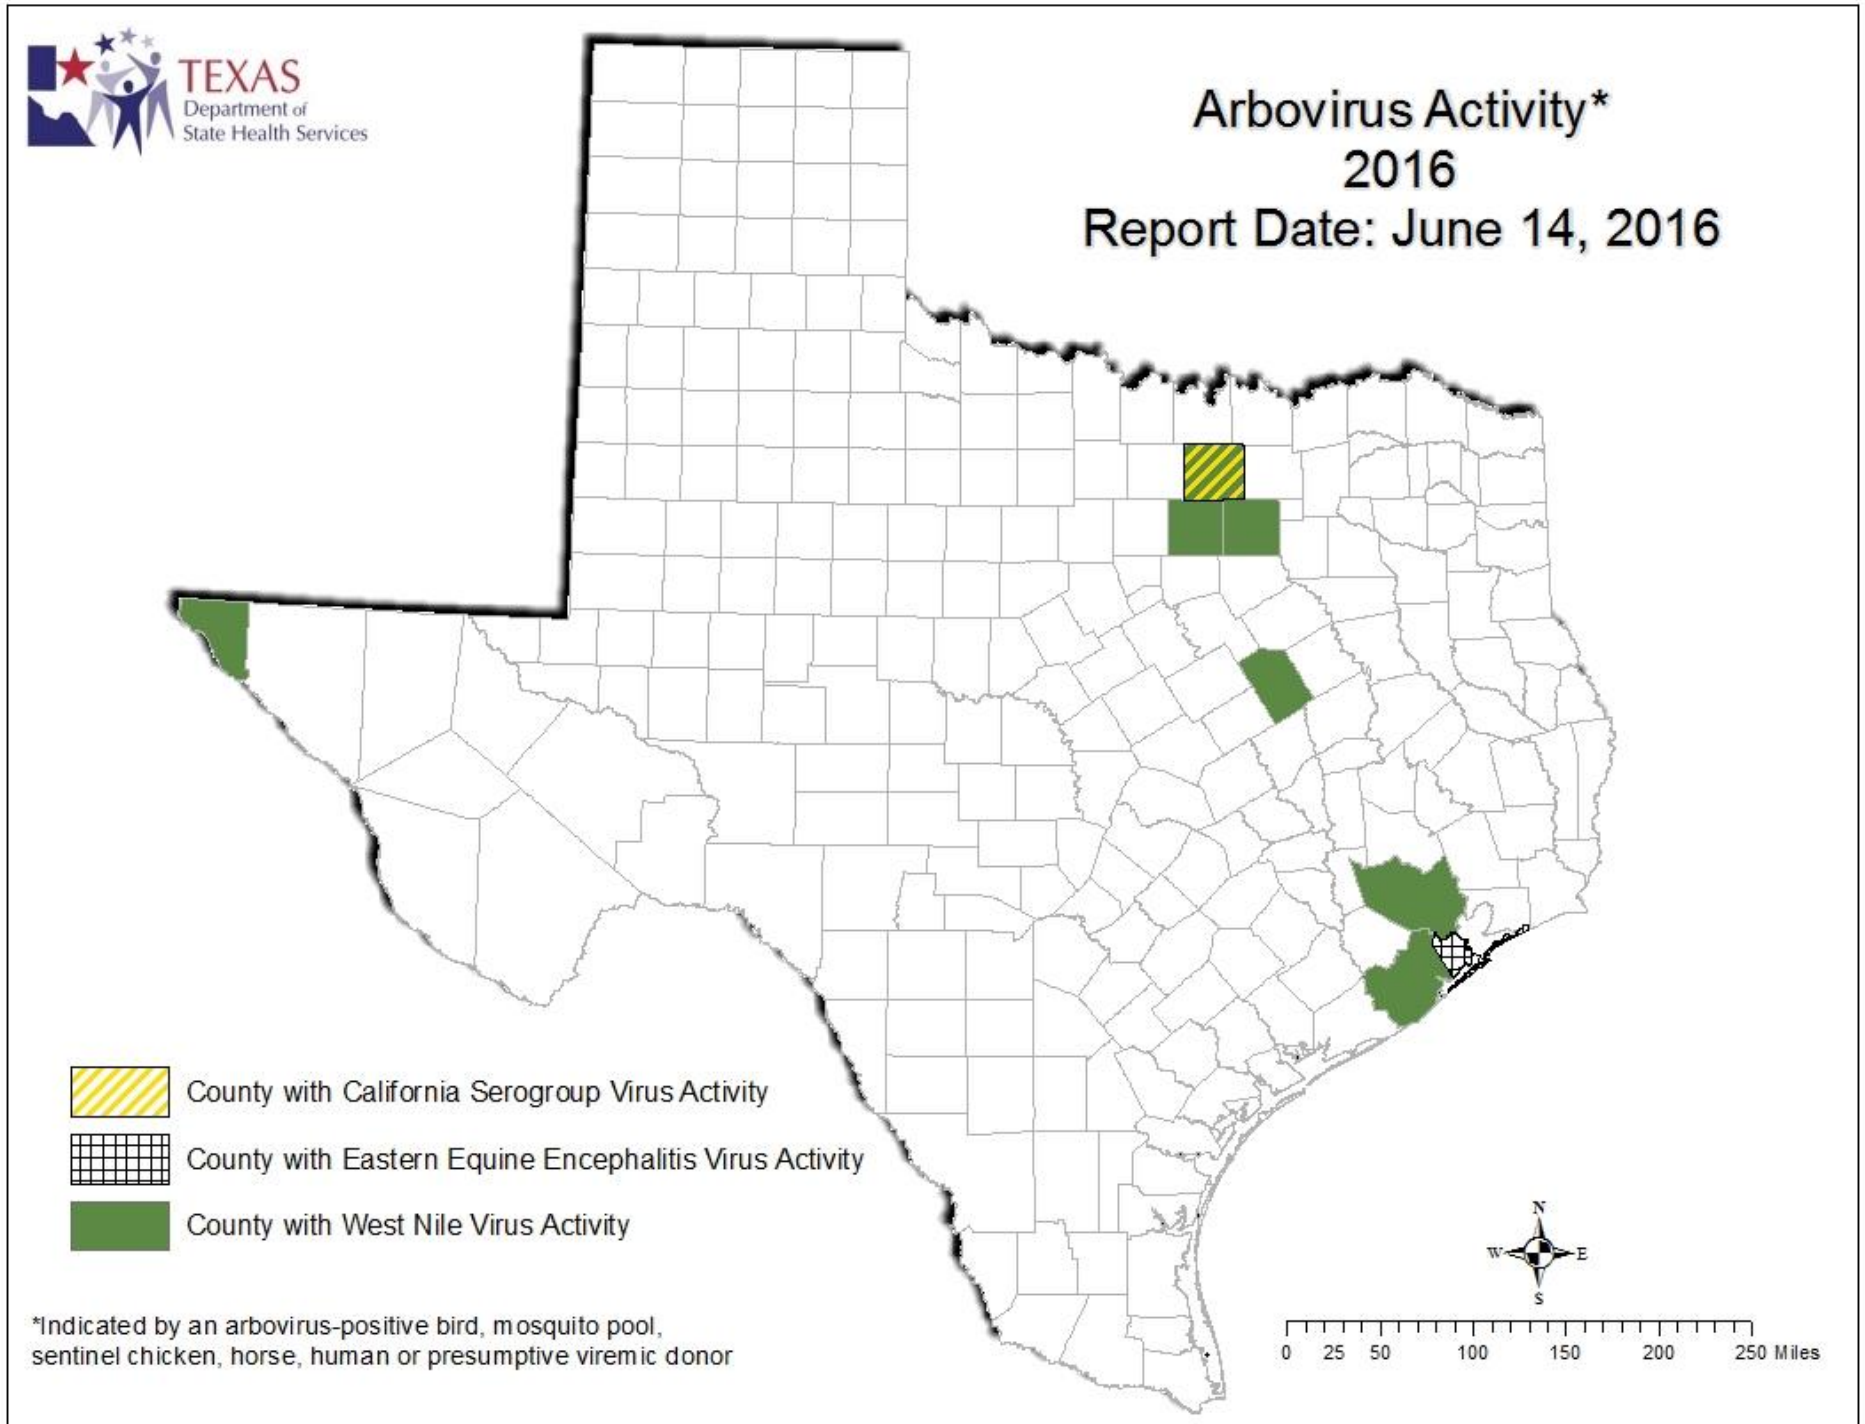 TEXAS
Department of
State Health Services
Arbovirus Activity*
2016
Report Date: June 14, 2016
County with California Serogroup Virus Activity
County with Eastern Equine Encephalitis Virus Activity
County with West Nile Virus Activity
*Indicated by an arbovirus-positive bird, mosquito pool,
sentinel chicken, horse, human or presumptive viremic donor
N
W E
S
0 25 50 100 150 200 250 Miles